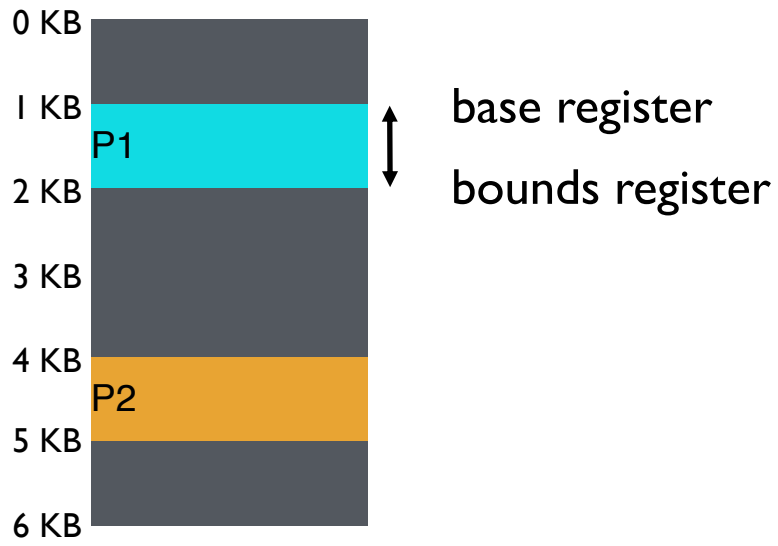 0 KB
1 KB
base register
P1
2 KB
bounds register
3 KB
4 KB
P2
5 KB
6 KB